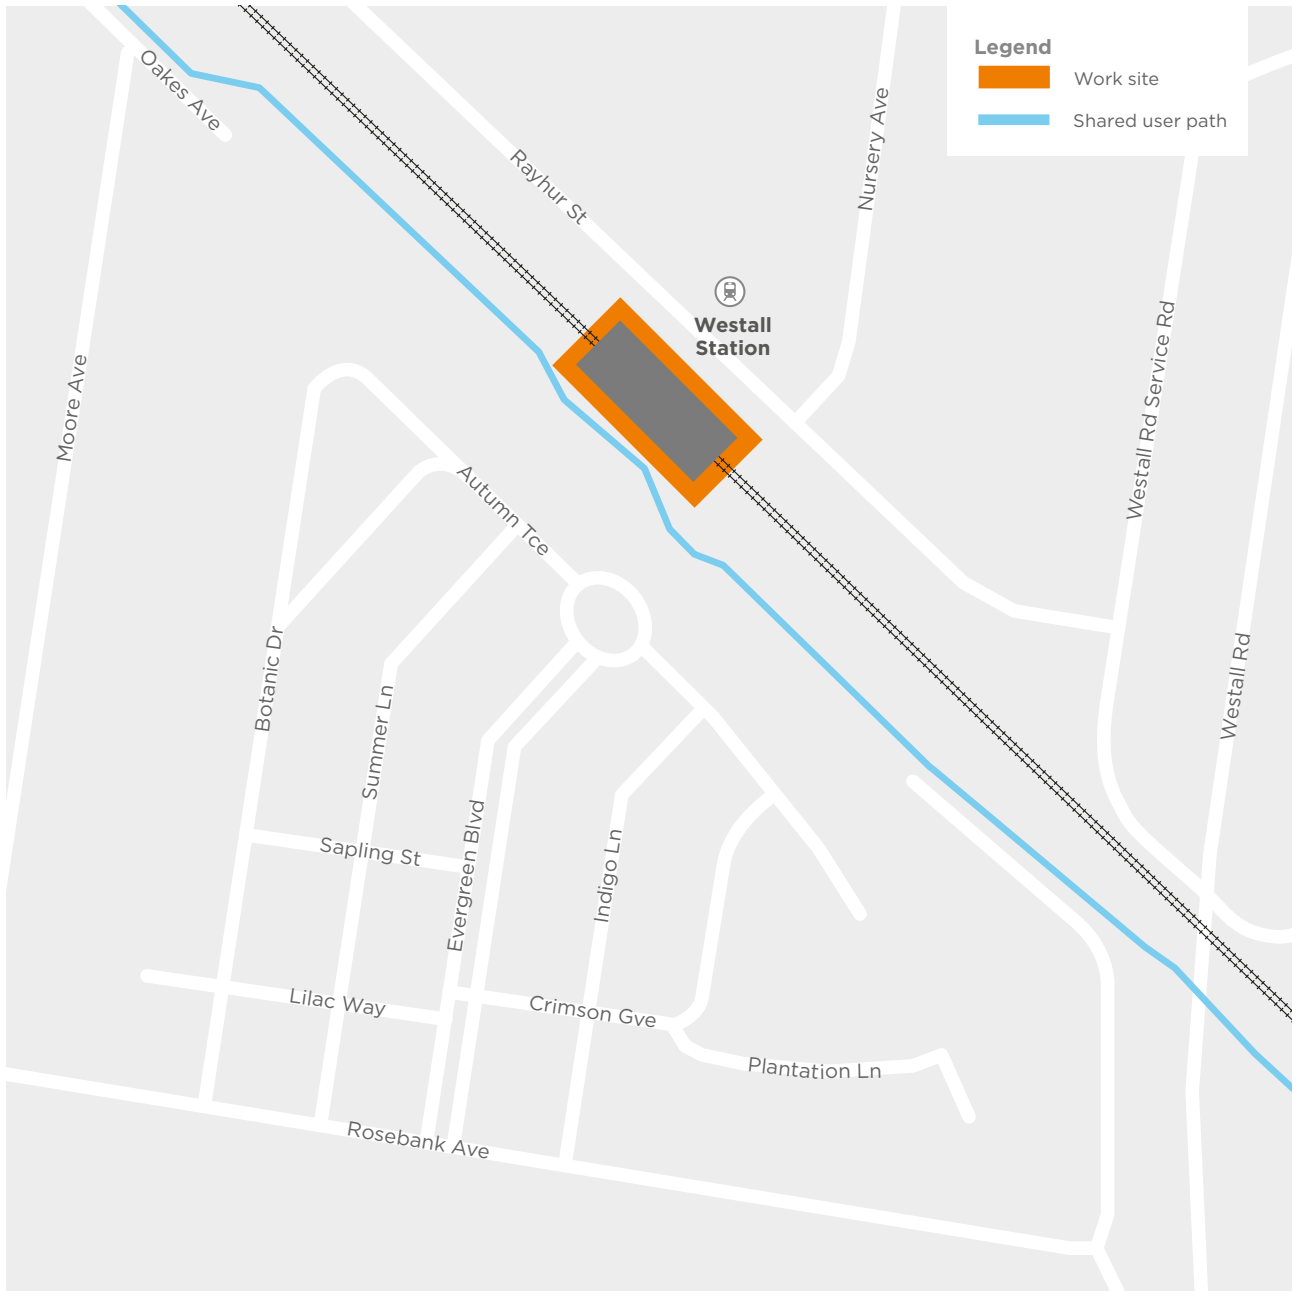 Legend
Work site
Shared user path
Oakes Ave
Rayhur St
Nursery Ave
Westall
Station
Westall Rd Service Rd
Moore Ave
Autumn Tce
Botanic Dr
Summer Ln
Westall Rd
Sapling St
Evergreen Blvd
Indigo Ln
Lilac Way
Crimson Gve
Plantation Ln
Rosebank Ave